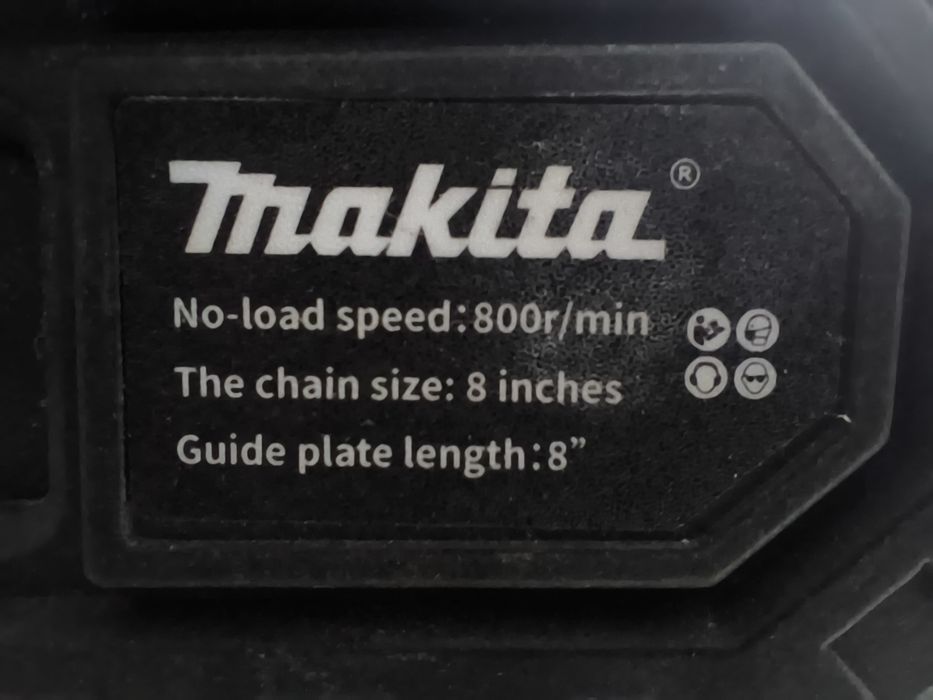 makita ®
No-load speed:800r/min
The chain size: 8 inches
Guide plate length:8”